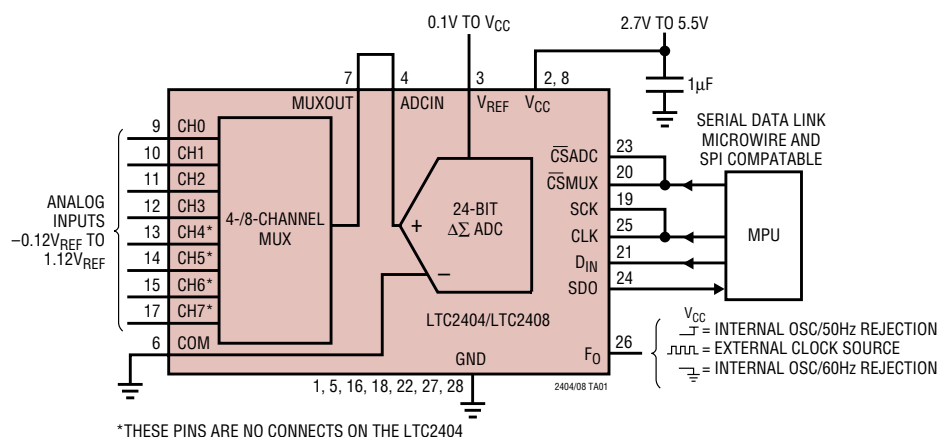 0.1V TO VCC
2.7V TO 5.5V
7
4
3
2, 8
1µF
MUXOUT
ADCIN
VREF
VCC
SERIAL DATA LINK
MICROWIRE AND
SPI COMPATABLE
ANALOG
INPUTS
–0.12VREF TO
1.12VREF
9 CH0
10 CH1
11 CH2
12 CH3
13 CH4*
14 CH5*
15 CH6*
17 CH7*
6 COM
4-/8-CHANNEL
MUX
+
–
24-BIT
ΔΣ ADC
CSADC 23
CSMUX 20
SCK 19
CLK 25
DIN 21
SDO 24
MPU
LTC2404/LTC2408
GND
FO 26
VCC
= INTERNAL OSC/50Hz REJECTION
= EXTERNAL CLOCK SOURCE
= INTERNAL OSC/60Hz REJECTION
1, 5, 16, 18, 22, 27, 28
2404/08 TA01
*THESE PINS ARE NO CONNECTS ON THE LTC2404